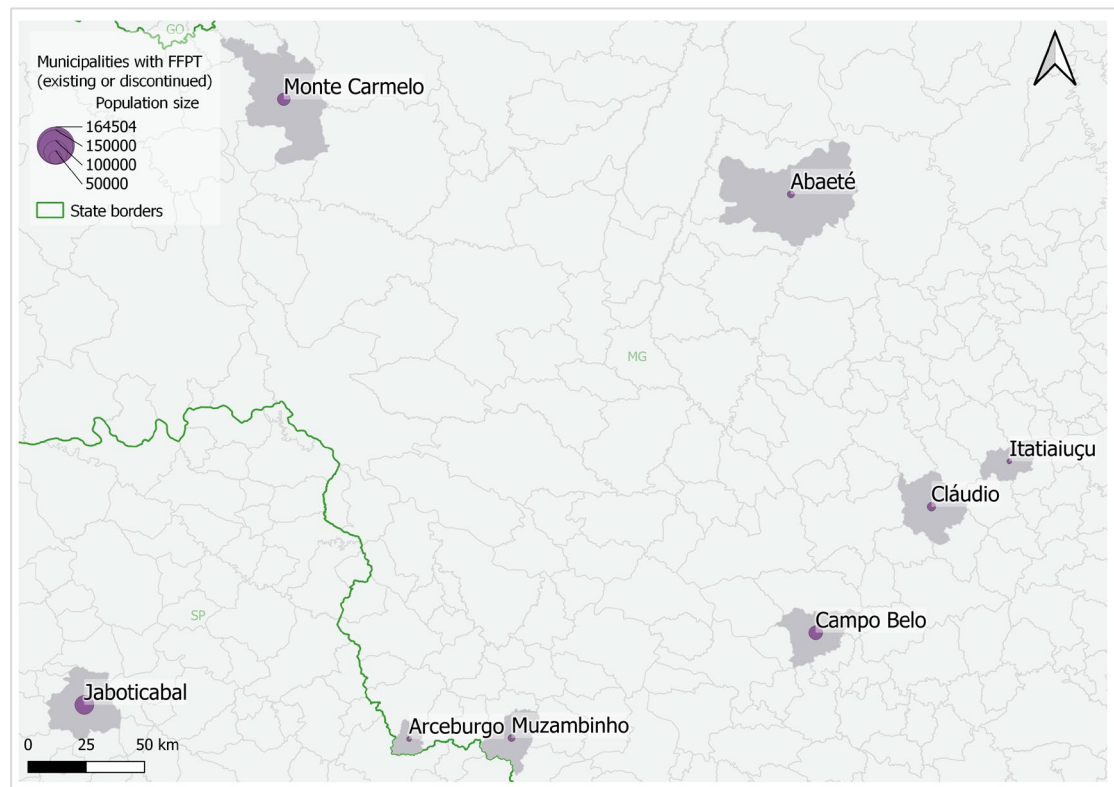 GO
Municipalities with FFPT
(existing or discontinued)
Population size
164504
150000
100000
50000
State borders
Monte Carmelo
Abaeté
MG
Itatiaiuçu
Cláudio
SP
Campo Belo
Jaboticabal
Arceburgo
Muzambinho
0 25 50 km